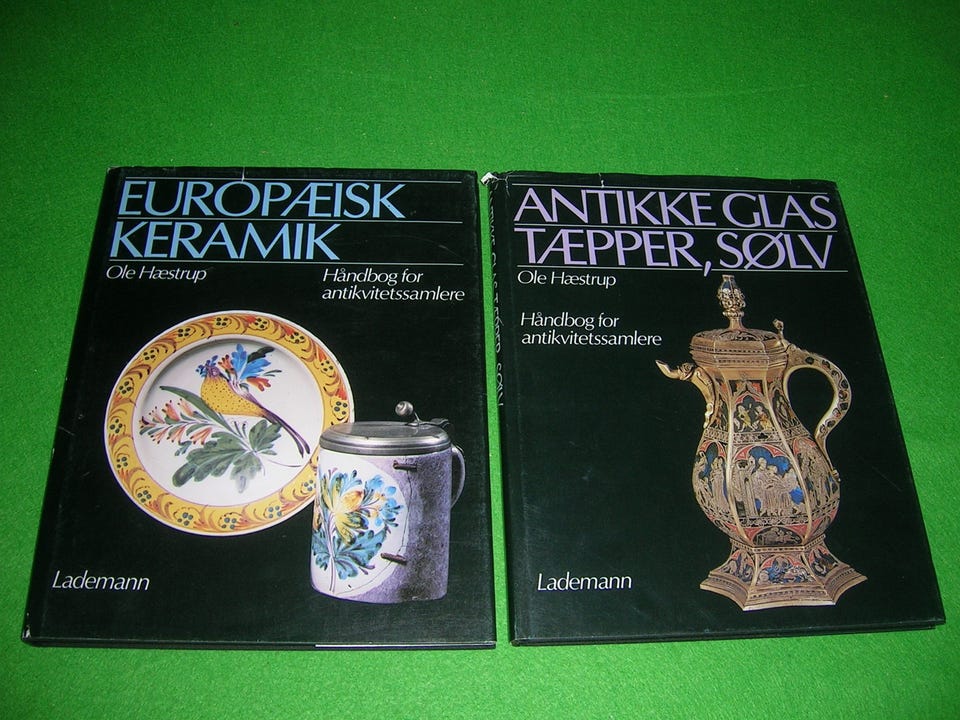 EUROPÆISK
KERAMIK
Ole Hæstrup
Håndbog for
antikvitetssamlere
Lademann
ANTIKKE GLAS
TÆPPER, SØLV
Ole Hæstrup
Håndbog for
antikvitetssamlere
Lademann